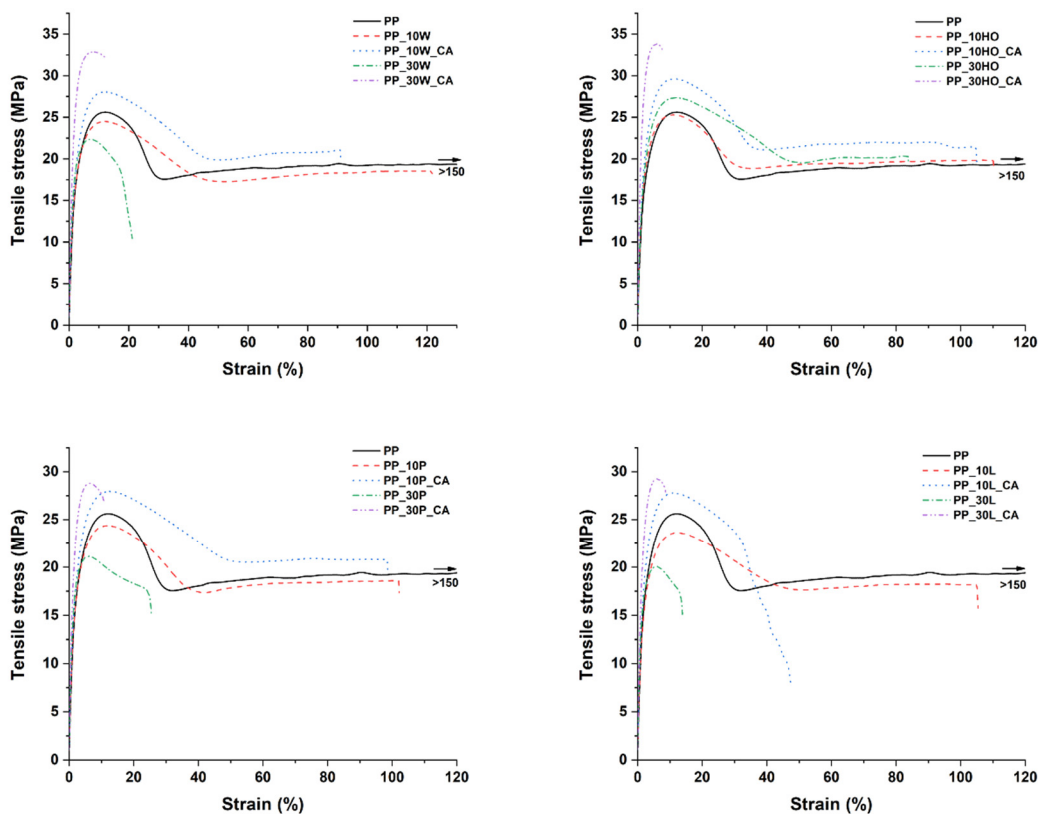 PP
PP_10W
PP_10W_CA
PP_30W
PP_30W_CA
35
30
25
20
15
10
5
0
>150
0 20 40 60 80 100 120
Tensile stress (MPa)
Strain (%)
PP
PP_10HO
PP_10HO_CA
PP_30HO
PP_30HO_CA
35
30
25
20
15
10
5
0
>150
0 20 40 60 80 100 120
Tensile stress (MPa)
Strain (%)
PP
PP_10P
PP_10P_CA
PP_30P
PP_30P_CA
30
25
20
15
10
5
0
>150
0 20 40 60 80 100 120
Tensile stress (MPa)
Strain (%)
PP
PP_10L
PP_10L_CA
PP_30L
PP_30L_CA
30
25
20
15
10
5
0
>150
0 20 40 60 80 100 120
Tensile stress (MPa)
Strain (%)